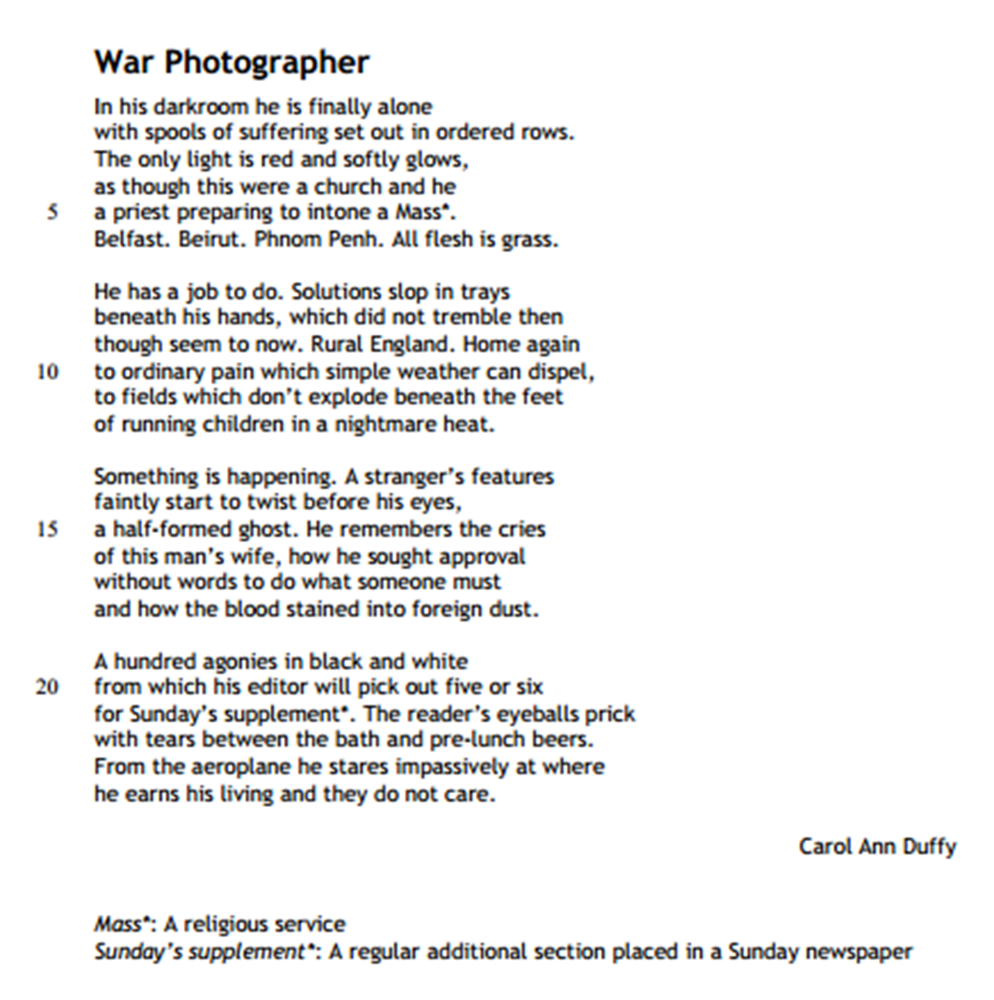 War Photographer
In his darkroom he is finally alone
with spools of suffering set out in ordered rows.
The only light is red and softly glows,
as though this were a church and he
5 a priest preparing to intone a Mass*.
Belfast. Beirut. Phnom Penh. All flesh is grass.
He has a job to do. Solutions slop in trays
beneath his hands, which did not tremble then
though seem to now. Rural England. Home again
10 to ordinary pain which simple weather can dispel,
to fields which don't explode beneath the feet
of running children in a nightmare heat.
Something is happening. A stranger's features
faintly start to twist before his eyes,
15 a half-formed ghost. He remembers the cries
of this man's wife, how he sought approval
without words to do what someone must
and how the blood stained into foreign dust.
A hundred agonies in black and white
20 from which his editor will pick out five or six
for Sunday's supplement*. The reader's eyeballs prick
with tears between the bath and pre-lunch beers.
From the aeroplane he stares impassively at where
he earns his living and they do not care.
Carol Ann Duffy
Mass*: A religious service
Sunday's supplement*: A regular additional section placed in a Sunday newspaper